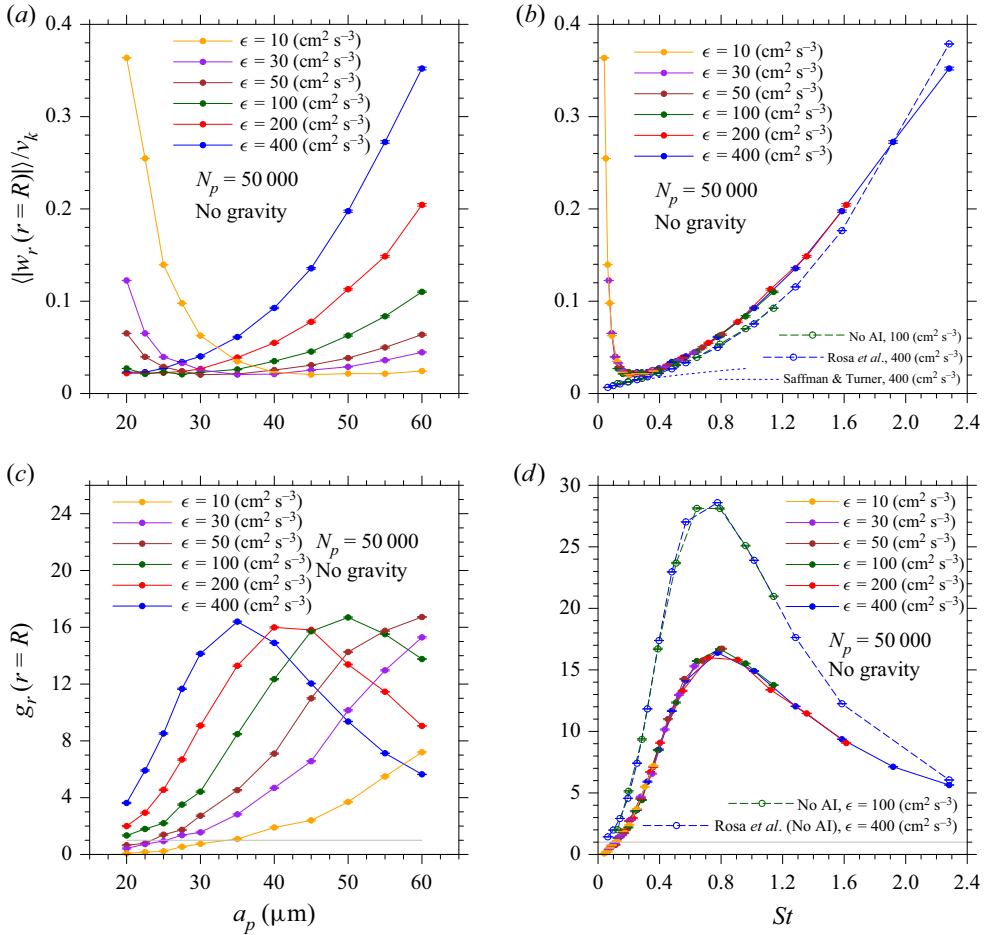 (a)
0.4
0.3
0.2
0.1
0
⟨|w_r (r = R)|⟩/v_k
ϵ = 10 (cm² s⁻³)
ϵ = 30 (cm² s⁻³)
ϵ = 50 (cm² s⁻³)
ϵ = 100 (cm² s⁻³)
ϵ = 200 (cm² s⁻³)
ϵ = 400 (cm² s⁻³)
N_p = 50 000
No gravity
20 30 40 50 60
(b)
0.4
0.3
0.2
0.1
0
ϵ = 10 (cm² s⁻³)
ϵ = 30 (cm² s⁻³)
ϵ = 50 (cm² s⁻³)
ϵ = 100 (cm² s⁻³)
ϵ = 200 (cm² s⁻³)
ϵ = 400 (cm² s⁻³)
N_p = 50 000
No gravity
No AI, 100 (cm² s⁻³)
Rosa et al., 400 (cm² s⁻³)
Saffman & Turner, 400 (cm² s⁻³)
0 0.4 0.8 1.2 1.6 2.0 2.4
(c)
24
20
16
12
8
4
0
g_r (r = R)
ϵ = 10 (cm² s⁻³)
ϵ = 30 (cm² s⁻³)
ϵ = 50 (cm² s⁻³)
ϵ = 100 (cm² s⁻³)
ϵ = 200 (cm² s⁻³)
ϵ = 400 (cm² s⁻³)
N_p = 50 000
No gravity
20 30 40 50 60
a_p (μm)
(d)
30
25
20
15
10
5
0
ϵ = 10 (cm² s⁻³)
ϵ = 30 (cm² s⁻³)
ϵ = 50 (cm² s⁻³)
ϵ = 100 (cm² s⁻³)
ϵ = 200 (cm² s⁻³)
ϵ = 400 (cm² s⁻³)
N_p = 50 000
No gravity
No AI, ϵ = 100 (cm² s⁻³)
Rosa et al. (No AI), ϵ = 400 (cm² s⁻³)
0 0.4 0.8 1.2 1.6 2.0 2.4
St